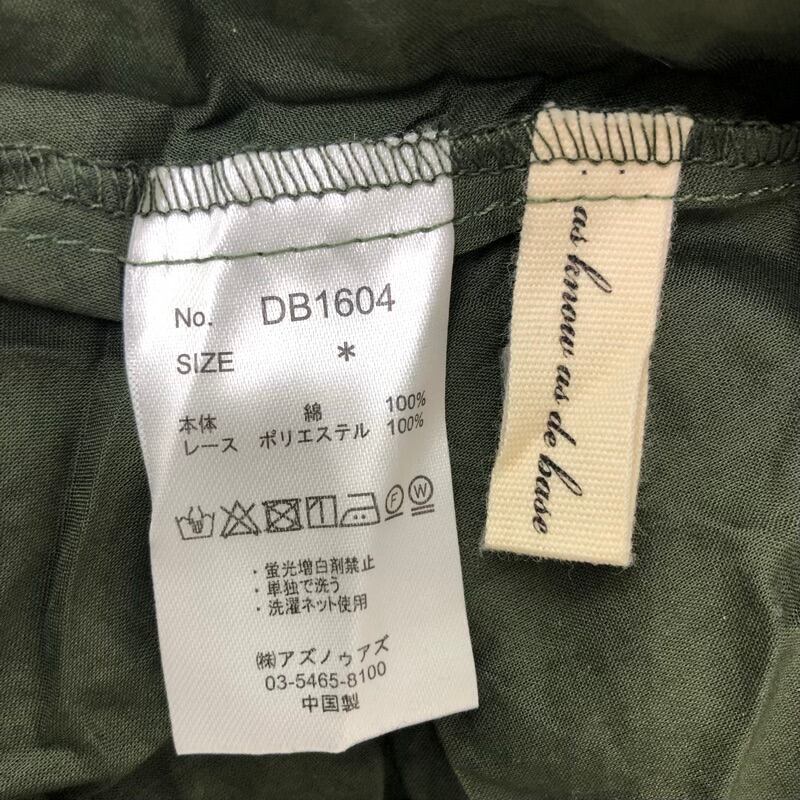 No. DB1604
SIZE *
本体 綿 100%
レース ポリエステル 100%
F W
・蛍光増白剤禁止
・単独で洗う
・洗濯ネット使用
㈱アズノゥアズ
03-5465-8100
中国製
as know as de base